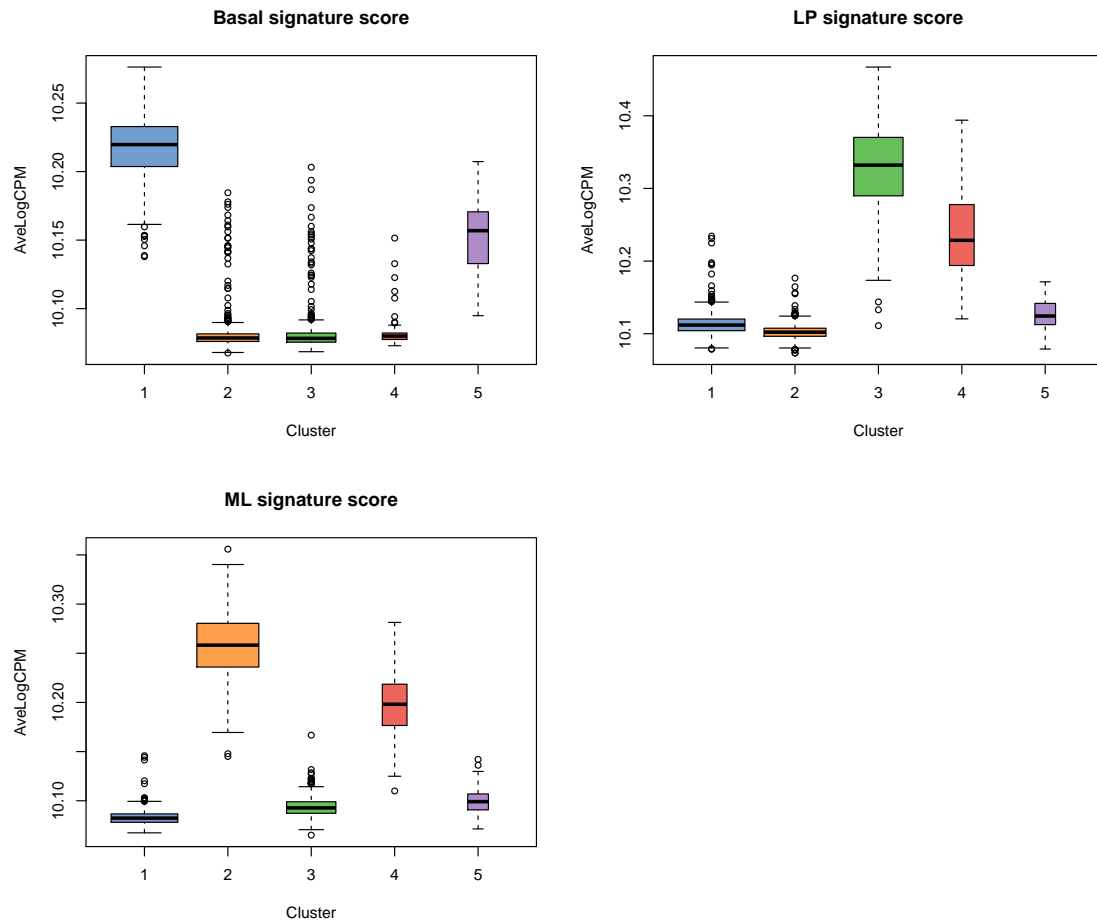 Basal signature score
AveLogCPM
10.25
10.20
10.15
10.10
1 2 3 4 5
Cluster
LP signature score
AveLogCPM
10.4
10.3
10.2
10.1
1 2 3 4 5
Cluster
ML signature score
AveLogCPM
10.30
10.20
10.10
1 2 3 4 5
Cluster